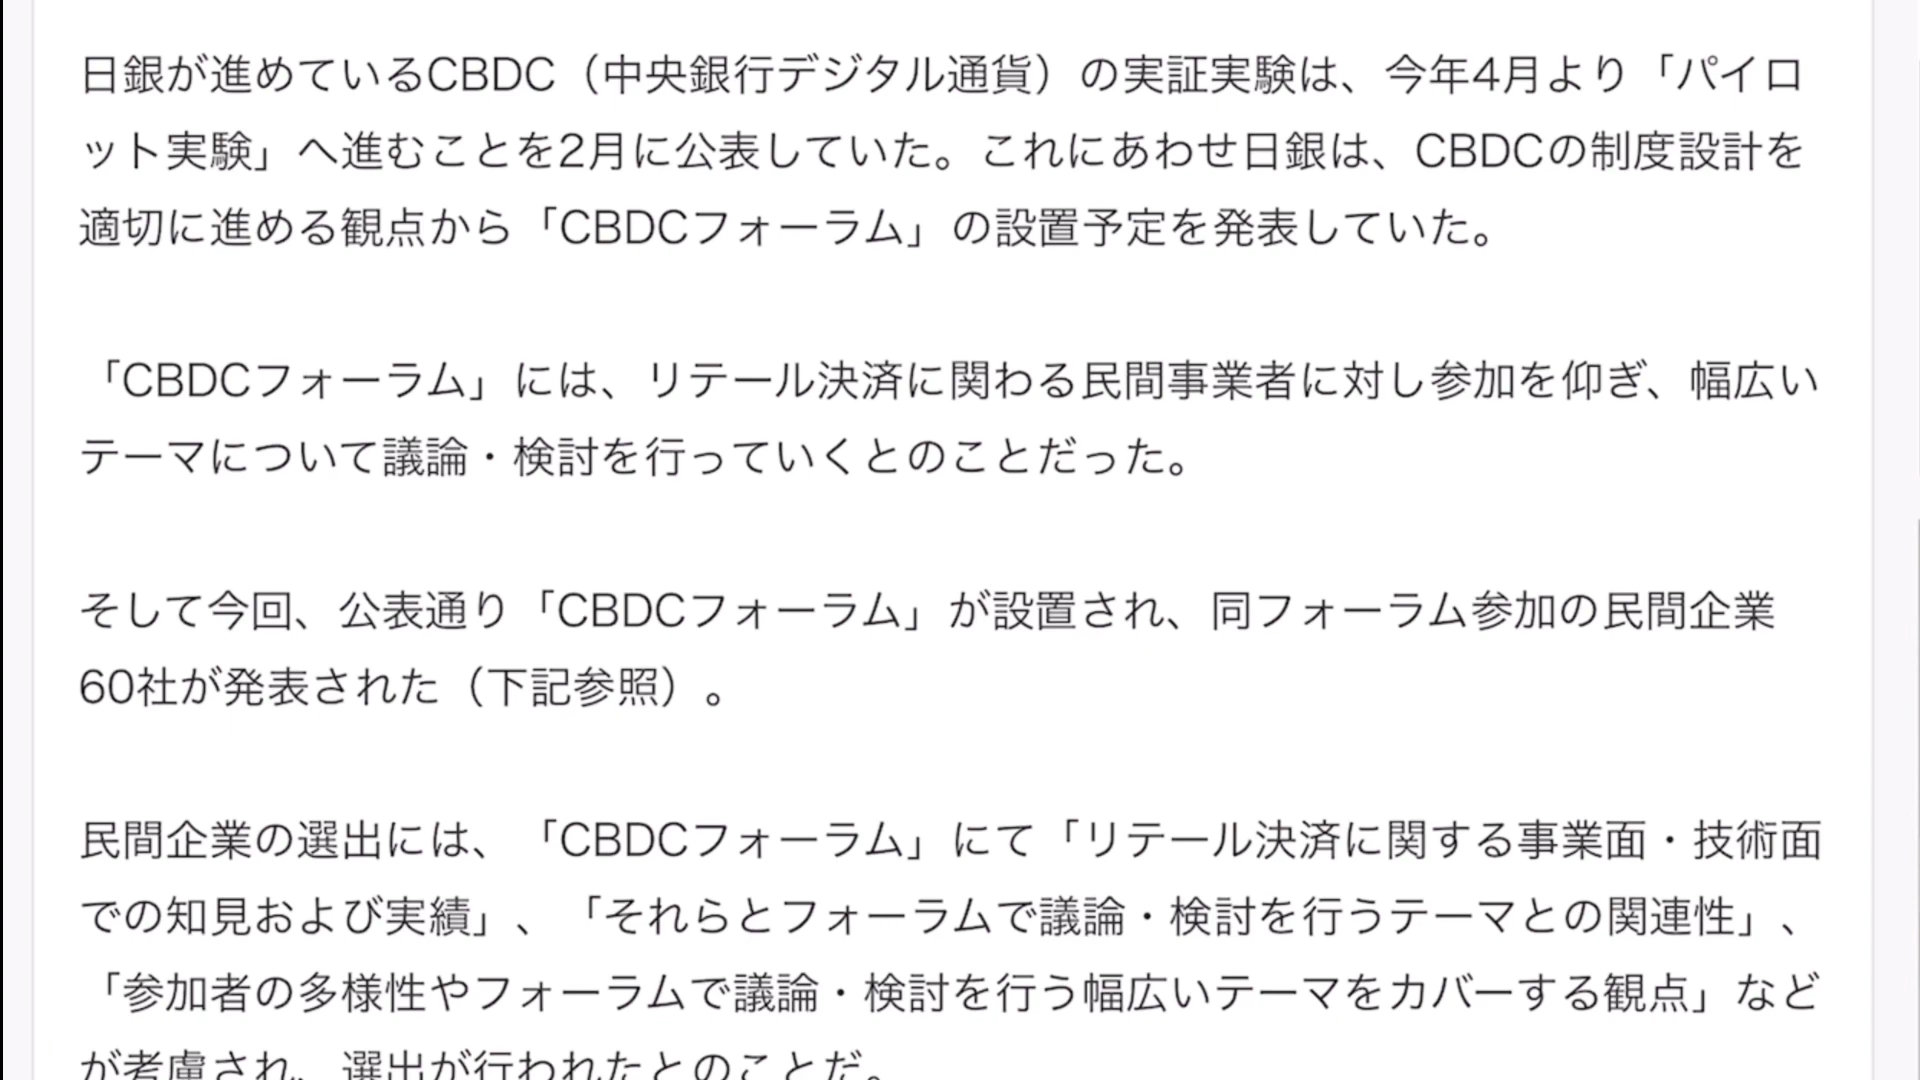 日銀が進めているCBDC（中央銀行デジタル通貨）の実証実験は、今年4月より「パイロ
ット実験」へ進むことを2月に公表していた。これにあわせ日銀は、CBDCの制度設計を
適切に進める観点から「CBDCフォーラム」の設置予定を発表していた。
「CBDCフォーラム」には、リテール決済に関わる民間事業者に対し参加を仰ぎ、幅広い
テーマについて議論・検討を行っていくとのことだった。
そして今回、公表通り「CBDCフォーラム」が設置され、同フォーラム参加の民間企業
60社が発表された（下記参照）。
民間企業の選出には、「CBDCフォーラム」にて「リテール決済に関する事業面・技術面
での知見および実績」、「それらとフォーラムで議論・検討を行うテーマとの関連性」、
「参加者の多様性やフォーラムで議論・検討を行う幅広いテーマをカバーする観点」など
が考慮され、選出が行われたとのことだ。